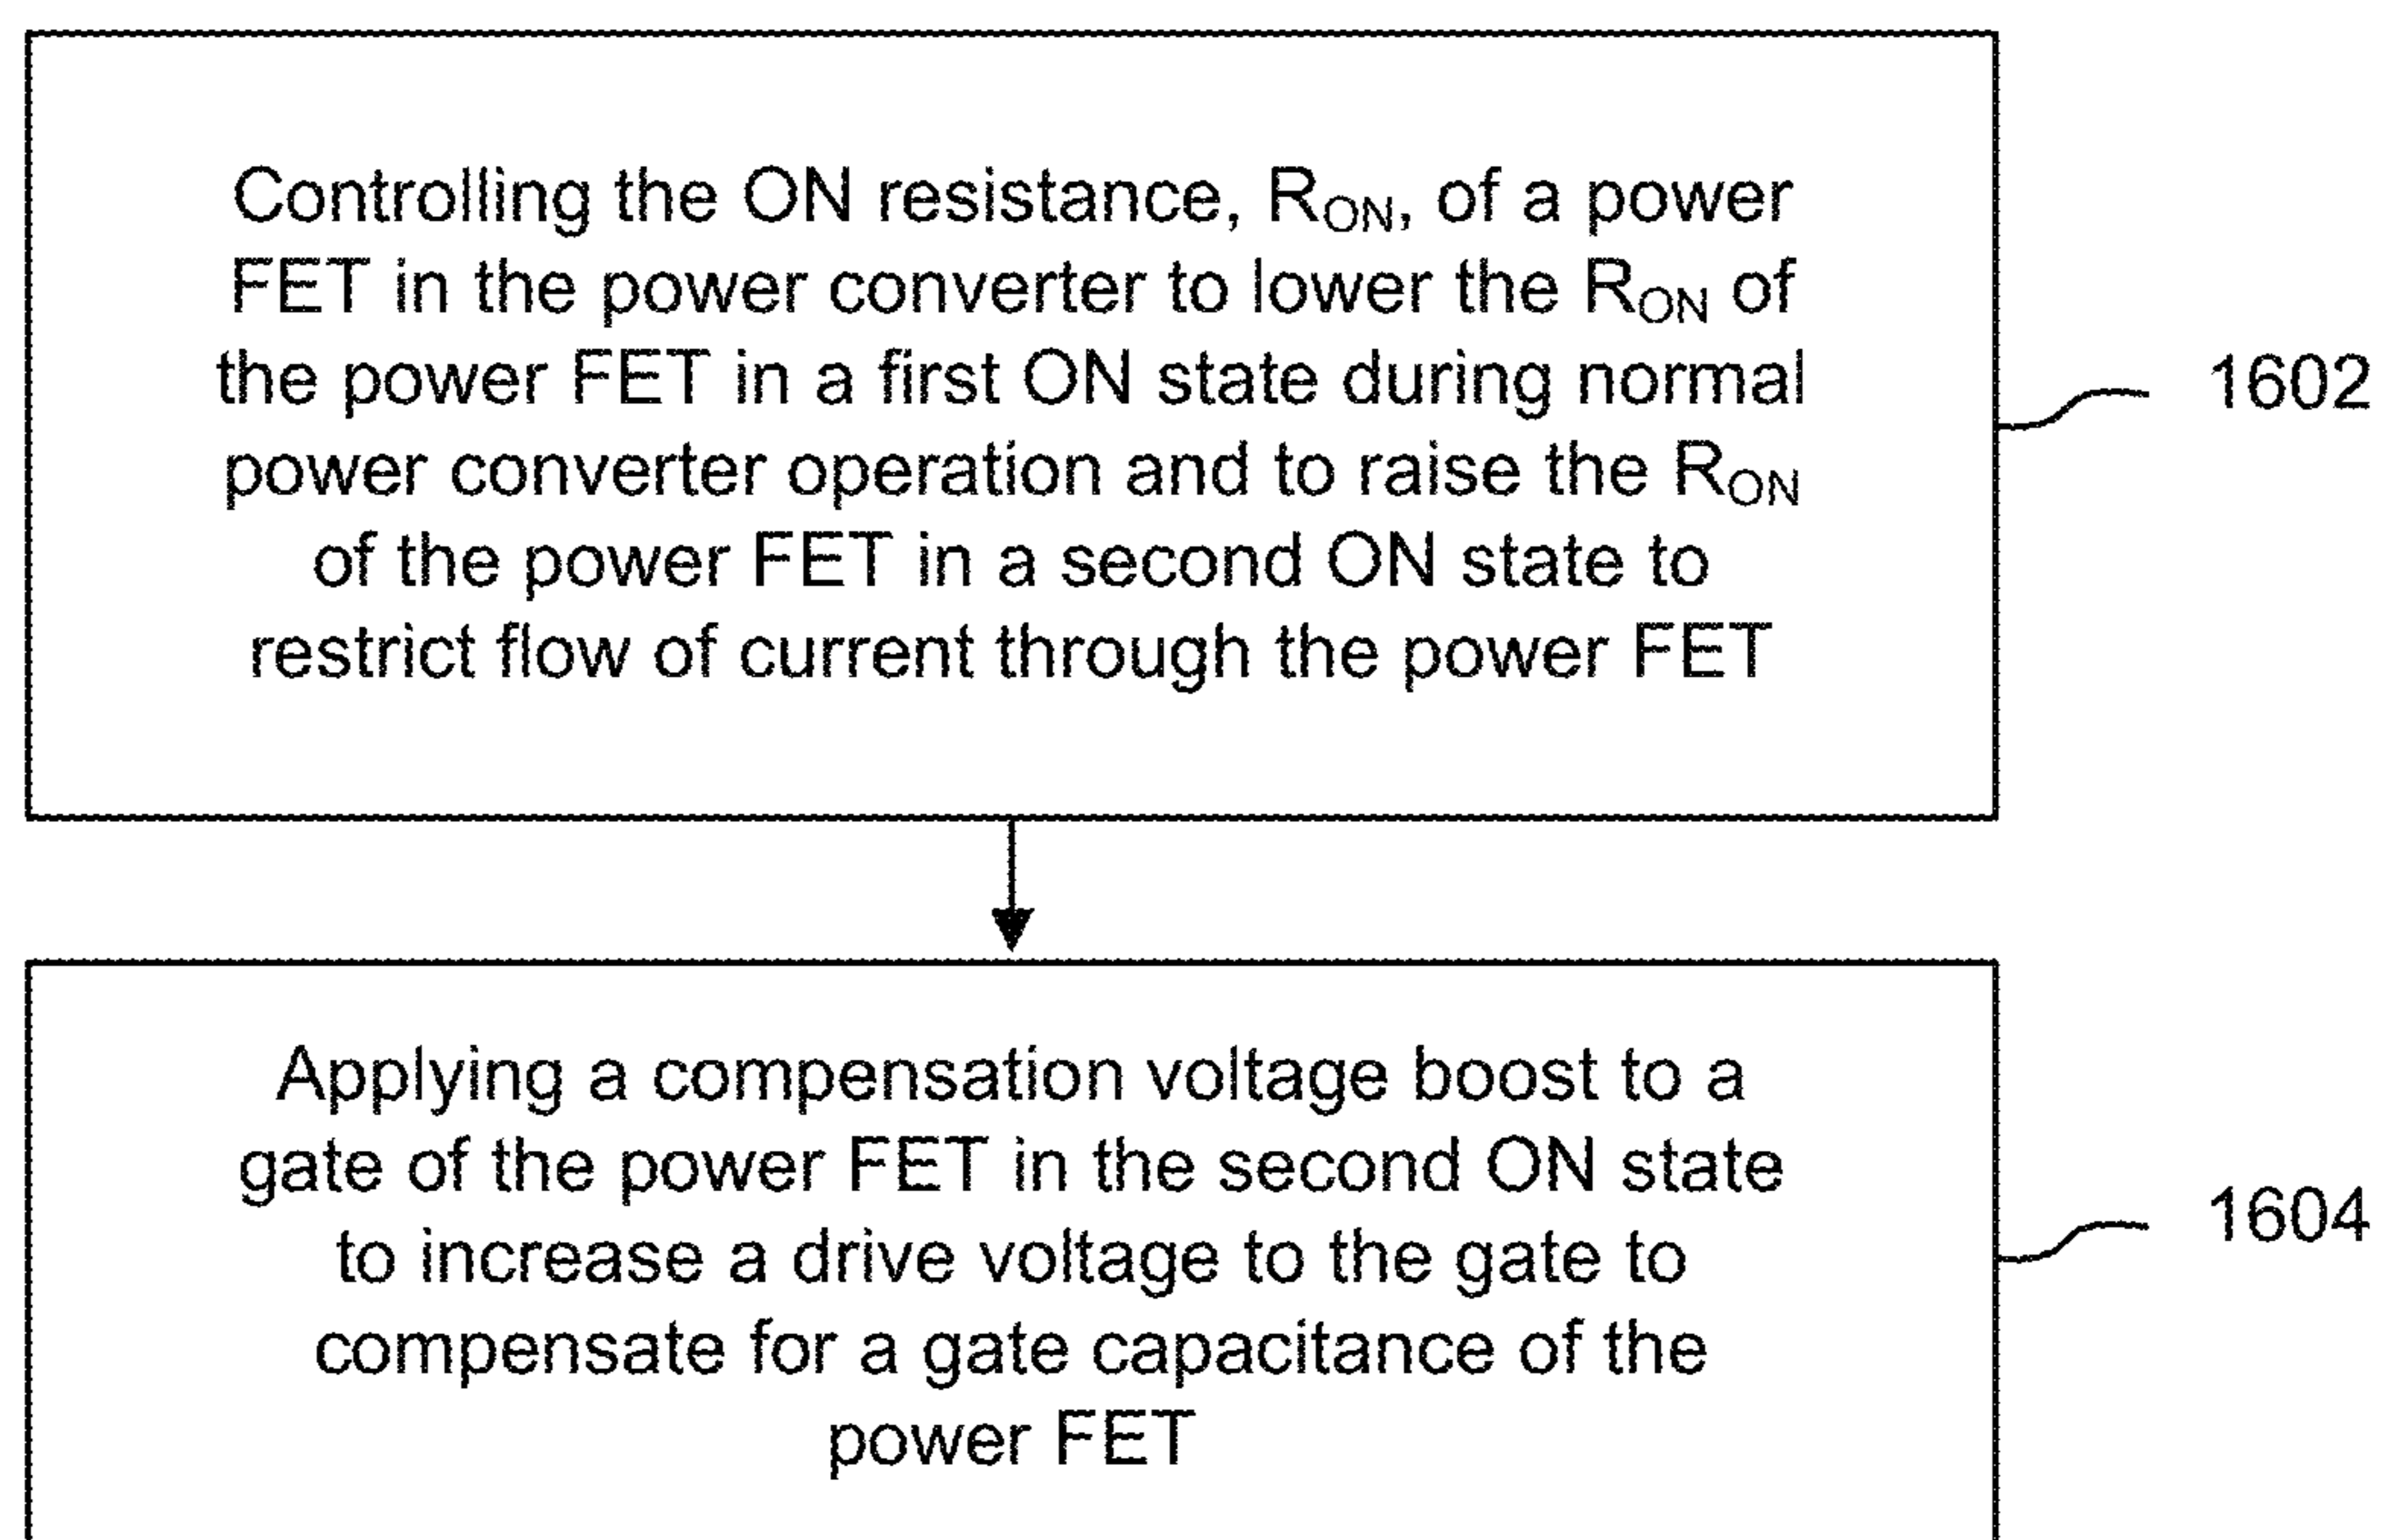 Controlling the ON resistance, RON, of a power
FET in the power converter to lower the RON of
the power FET in a first ON state during normal
power converter operation and to raise the RON
of the power FET in a second ON state to
restrict flow of current through the power FET
1602
Applying a compensation voltage boost to a
gate of the power FET in the second ON state
to increase a drive voltage to the gate to
compensate for a gate capacitance of the
power FET
1604